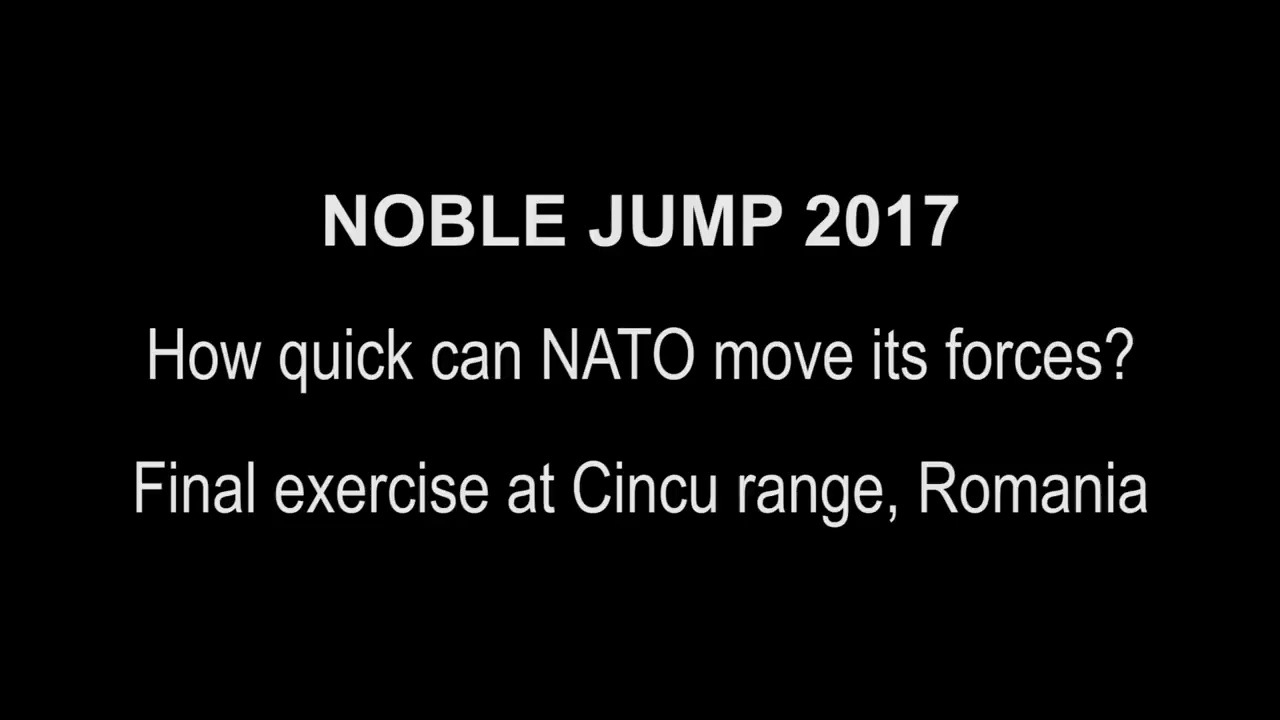 NOBLE JUMP 2017
How quick can NATO move its forces?
Final exercise at Cincu range, Romania